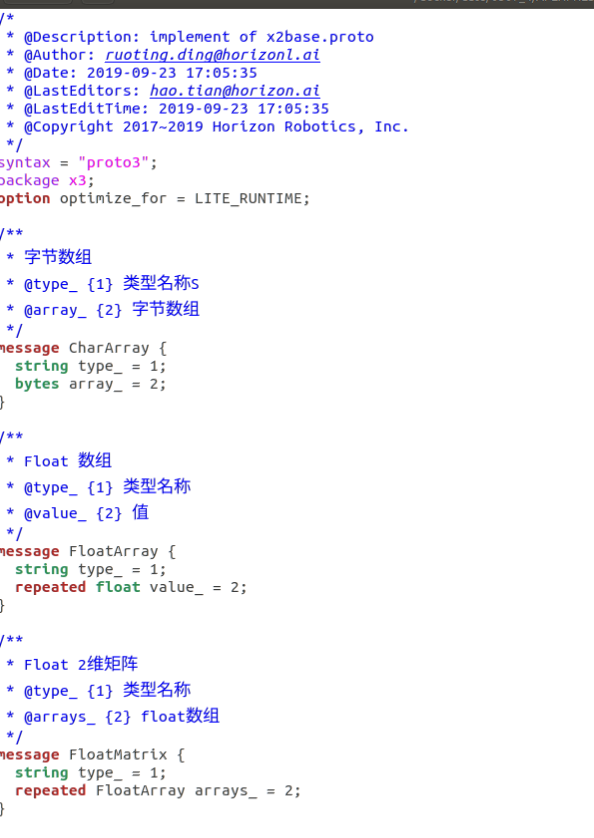 /*
 * @Description: implement of x2base.proto
 * @Author: ruoting.ding@horizonl.ai
 * @Date: 2019-09-23 17:05:35
 * @LastEditors: hao.tian@horizon.ai
 * @LastEditTime: 2019-09-23 17:05:35
 * @Copyright 2017~2019 Horizon Robotics, Inc.
 */
syntax = "proto3";
package x3;
option optimize_for = LITE_RUNTIME;
/**
 * 字节数组
 * @type_ {1} 类型名称S
 * @array_ {2} 字节数组
 */
message CharArray {
  string type_ = 1;
  bytes array_ = 2;
}
/**
 * Float 数组
 * @type_ {1} 类型名称
 * @value_ {2} 值
 */
message FloatArray {
  string type_ = 1;
  repeated float value_ = 2;
}
/**
 * Float 2维矩阵
 * @type_ {1} 类型名称
 * @arrays_ {2} float数组
 */
message FloatMatrix {
  string type_ = 1;
  repeated FloatArray arrays_ = 2;
}